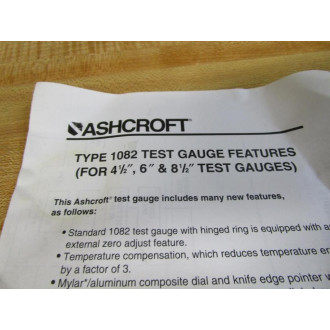 ASHCROFT®
TYPE 1082 TEST GAUGE FEATURES
(FOR 4½", 6" & 8½" TEST GAUGES)
This Ashcroft® test gauge includes many new features,
as follows:
• Standard 1082 test gauge with hinged ring is equipped with
external zero adjust feature.
• Temperature compensation, which reduces temperature
by a factor of 3.
• Mylar*/aluminum composite dial and knife edge pointer